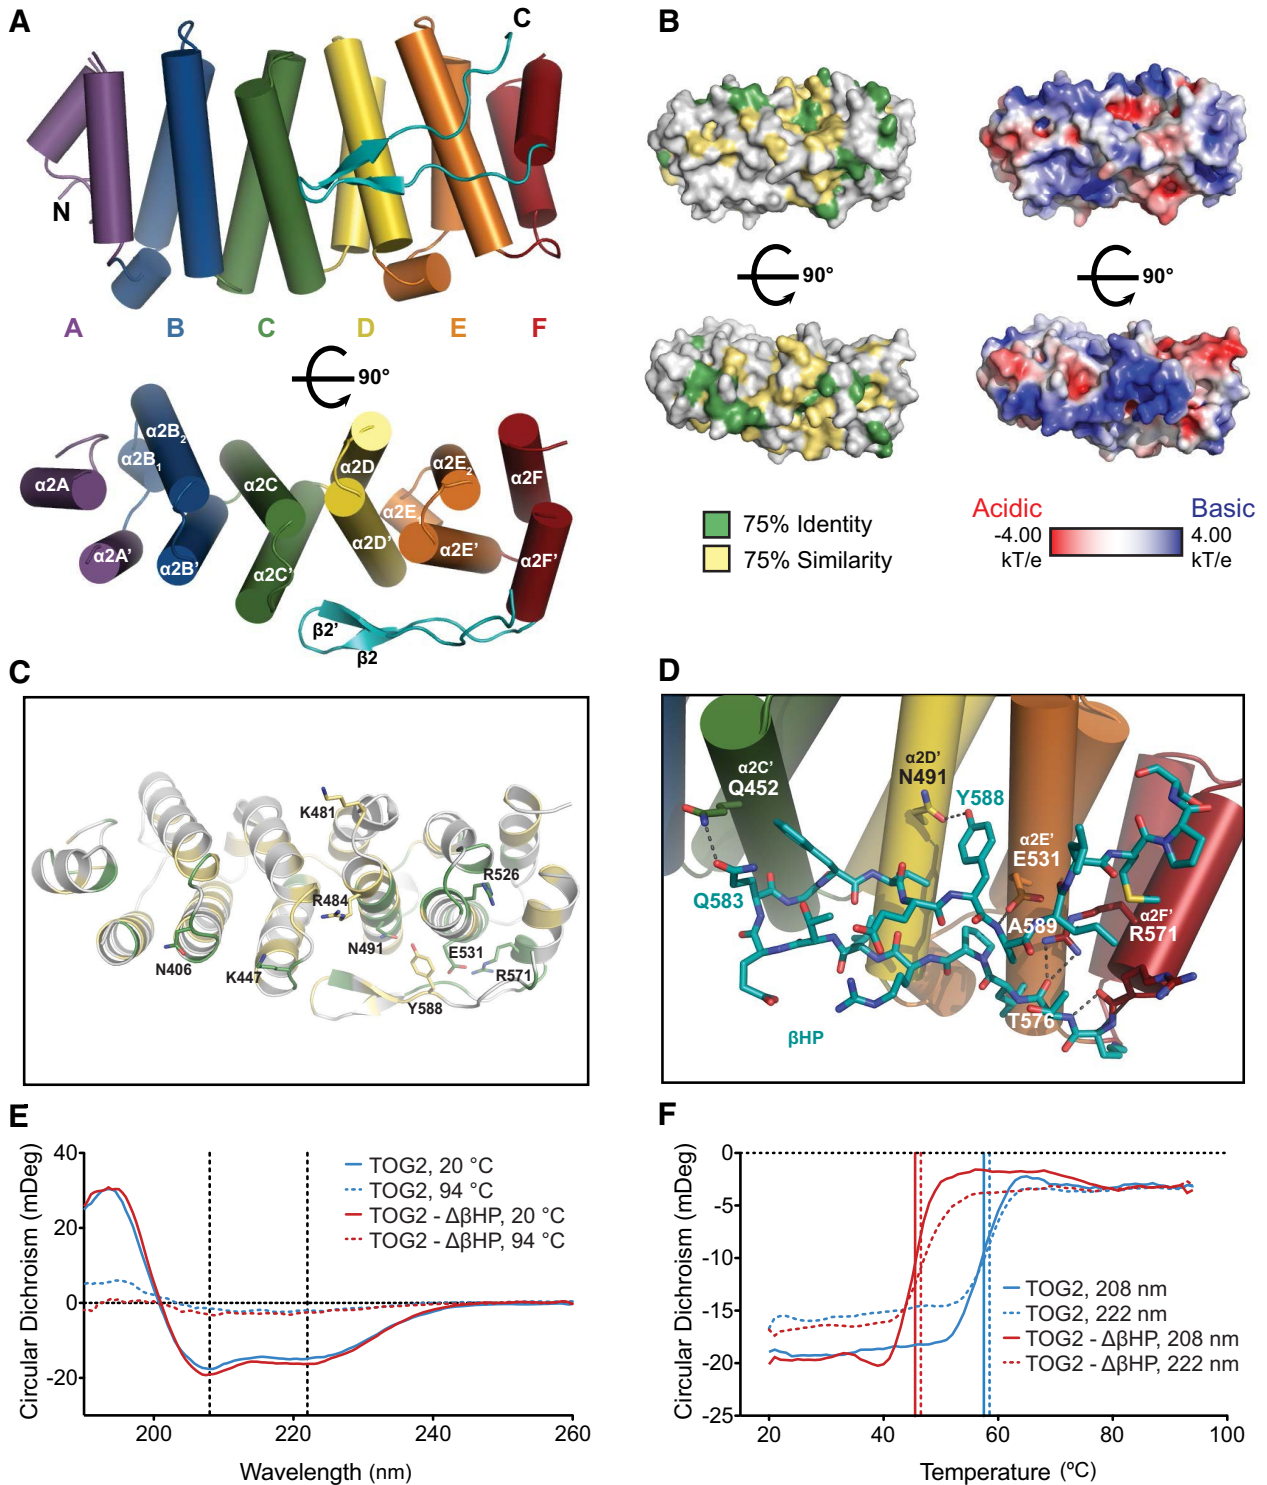 A
B
C
N
A B C D E F
90°
α2A
α2B1
α2B2
α2C
α2D
α2E1
α2E2
α2F
α2A’
α2B’
α2C’
α2D’
α2E’
α2F’
β2’
β2
90°
90°
75% Identity
75% Similarity
Acidic
Basic
-4.00
4.00
kT/e
kT/e
C
K481
R526
R484
N491
E531
N406
K447
R571
Y588
D
α2C’
Q452
α2D’
N491
Y588
α2E’
E531
Q583
A589
α2F’
R571
T576
βHP
E
Circular Dichroism (mDeg)
40
20
0
-20
TOG2, 20 °C
TOG2, 94 °C
TOG2 - ΔβHP, 20 °C
TOG2 - ΔβHP, 94 °C
200 220 240 260
Wavelength (nm)
F
Circular Dichroism (mDeg)
0
-5
-10
-15
-20
-25
TOG2, 208 nm
TOG2, 222 nm
TOG2 - ΔβHP, 208 nm
TOG2 - ΔβHP, 222 nm
20 40 60 80 100
Temperature (ºC)